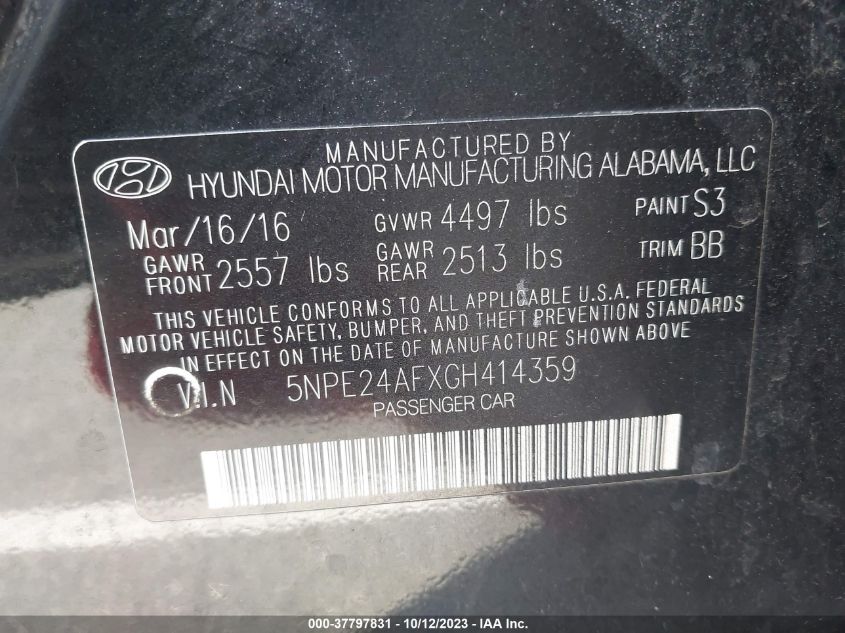 MANUFACTURED BY
HYUNDAI MOTOR MANUFACTURING ALABAMA, LLC
Mar/16/16 GVWR 4497 lbs PAINT S3
GAWR FRONT 2557 lbs GAWR REAR 2513 lbs TRIM BB
THIS VEHICLE CONFORMS TO ALL APPLICABLE U.S.A. FEDERAL
MOTOR VEHICLE SAFETY, BUMPER, AND THEFT PREVENTION STANDARDS
IN EFFECT ON THE DATE OF MANUFACTURE SHOWN ABOVE
V.I.N 5NPE24AFXGH414359
PASSENGER CAR
000-37797831 - 10/12/2023 - IAAI.COM